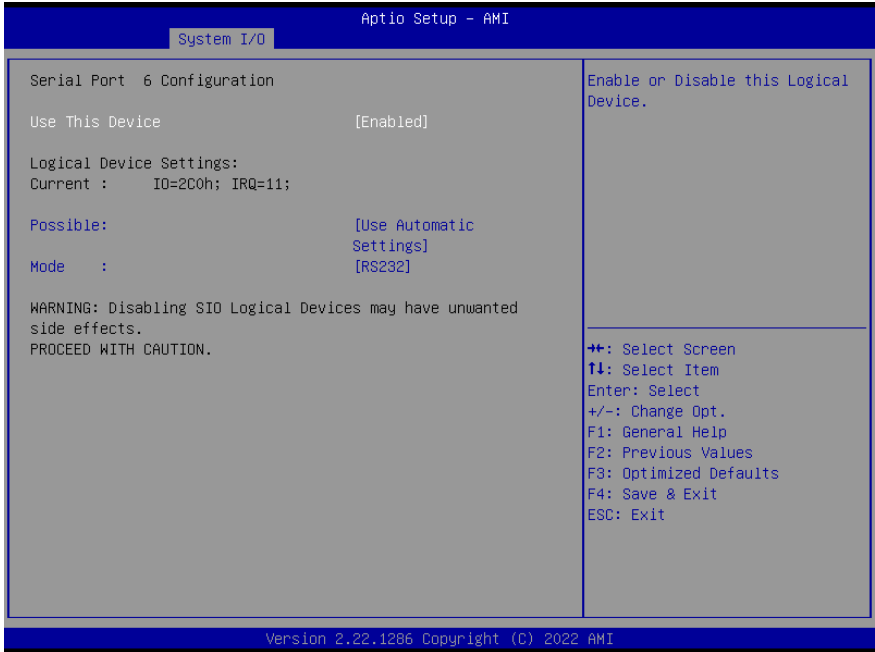 Aptio Setup – AMI
System I/O
Serial Port  6 Configuration
Use This Device [Enabled]
Logical Device Settings:
Current :     IO=2C0h; IRQ=11;
Possible: [Use Automatic
Settings]
Mode    : [RS232]
WARNING: Disabling SIO Logical Devices may have unwanted
side effects.
PROCEED WITH CAUTION.
Enable or Disable this Logical
Device.
→←: Select Screen
↑↓: Select Item
Enter: Select
+/-: Change Opt.
F1: General Help
F2: Previous Values
F3: Optimized Defaults
F4: Save & Exit
ESC: Exit
Version 2.22.1286 Copyright (C) 2022 AMI